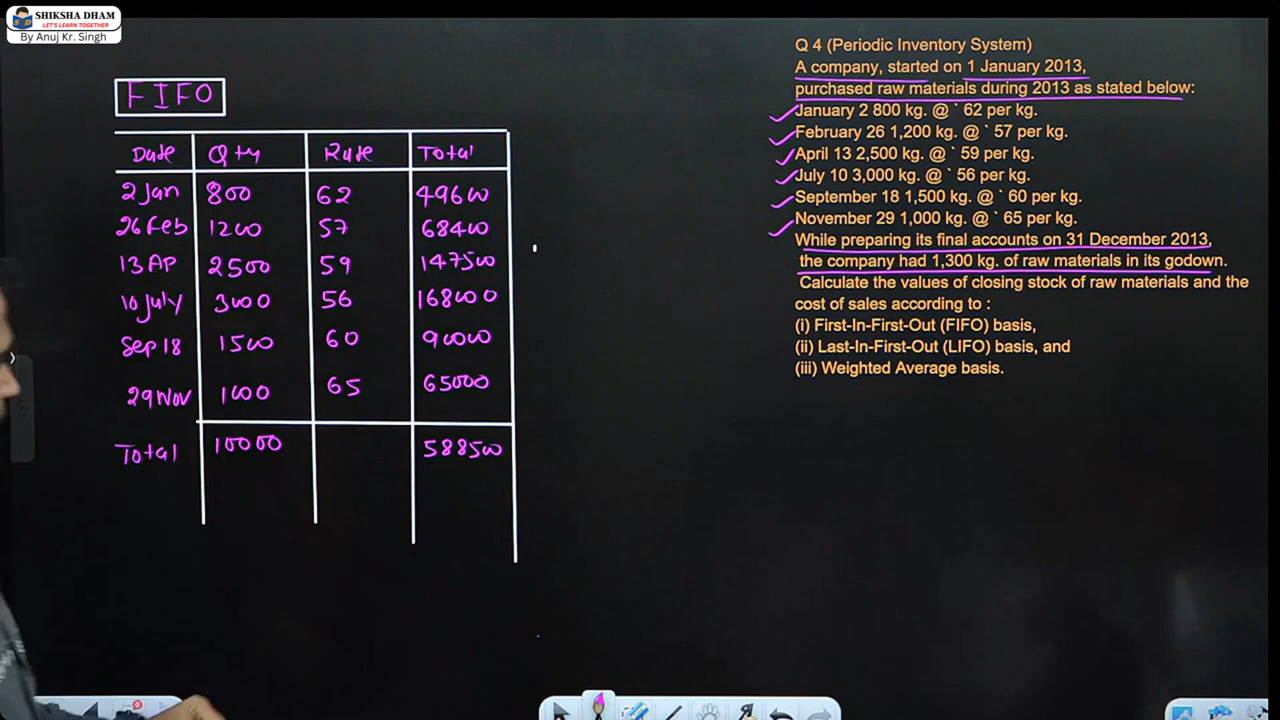 SHIKSHA DHAM
LET'S LEARN TOGETHER
By Anuj Kr. Singh
FIFO
Date Qty Rate Total
2 Jan 800 62 49600
26 Feb 1200 57 68400
13 AP 2500 59 147500
10 July 3000 56 168000
Sep 18 1500 60 90000
29 Nov 1000 65 65000
Total 10000 588500
Q 4 (Periodic Inventory System)
A company, started on 1 January 2013,
purchased raw materials during 2013 as stated below:
January 2 800 kg. @ ` 62 per kg.
February 26 1,200 kg. @ ` 57 per kg.
April 13 2,500 kg. @ ` 59 per kg.
July 10 3,000 kg. @ ` 56 per kg.
September 18 1,500 kg. @ ` 60 per kg.
November 29 1,000 kg. @ ` 65 per kg.
While preparing its final accounts on 31 December 2013,
the company had 1,300 kg. of raw materials in its godown.
Calculate the values of closing stock of raw materials and the
cost of sales according to :
(i) First-In-First-Out (FIFO) basis,
(ii) Last-In-First-Out (LIFO) basis, and
(iii) Weighted Average basis.